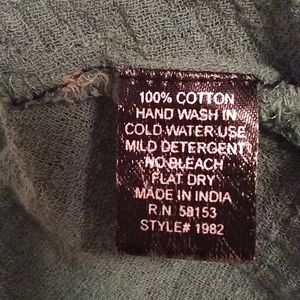 100% COTTON
HAND WASH IN
COLD WATER USE
MILD DETERGENT
NO BLEACH
FLAT DRY
MADE IN INDIA
R.N 58153
STYLE# 1982